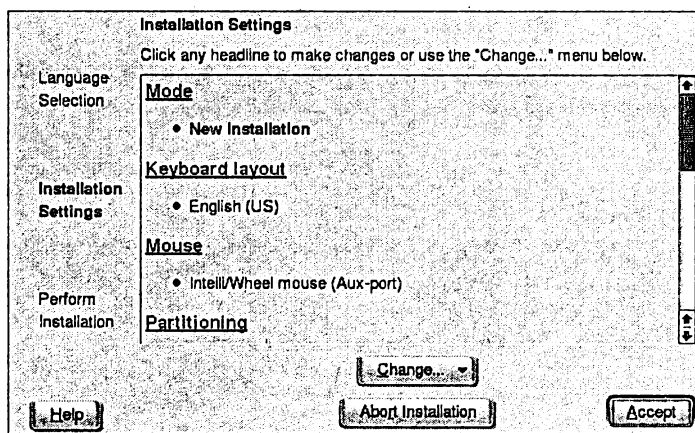 Installation Settings
Click any headline to make changes or use the "Change..." menu below.
Language
Selection
Installation
Settings
Perform
Installation
Mode
• New Installation
Keyboard layout
• English (US)
Mouse
• Intelli/Wheel mouse (Aux-port)
Partitioning
Change...
Help
Abort Installation
Accept